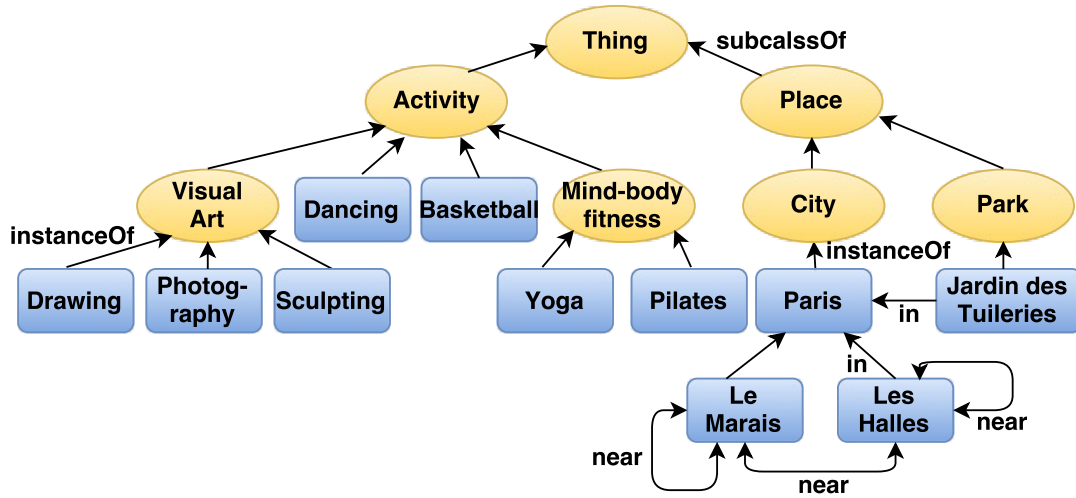 Thing
subcalssOf
Activity
Place
Visual
Art
Dancing
Basketball
Mind-body
fitness
City
Park
instanceOf
instanceOf
Drawing
Photog-
raphy
Sculpting
Yoga
Pilates
Paris
in
Jardin des
Tuileries
in
Le
Marais
Les
Halles
near
near
near